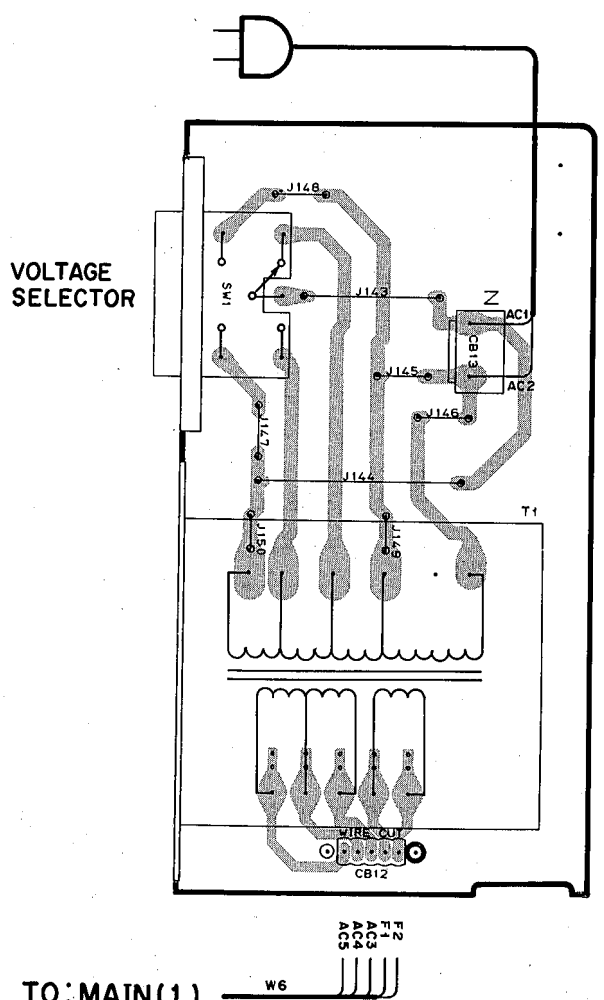 J148
VOLTAGE
SELECTOR
SW1
J143
N
AC1
CB13
J145
AC2
J146
J147
J144
T1
J150
J149
WIRE CUT
CB12
AC5
AC4
AC3
F1
F2
TO:MAIN(1)
W6